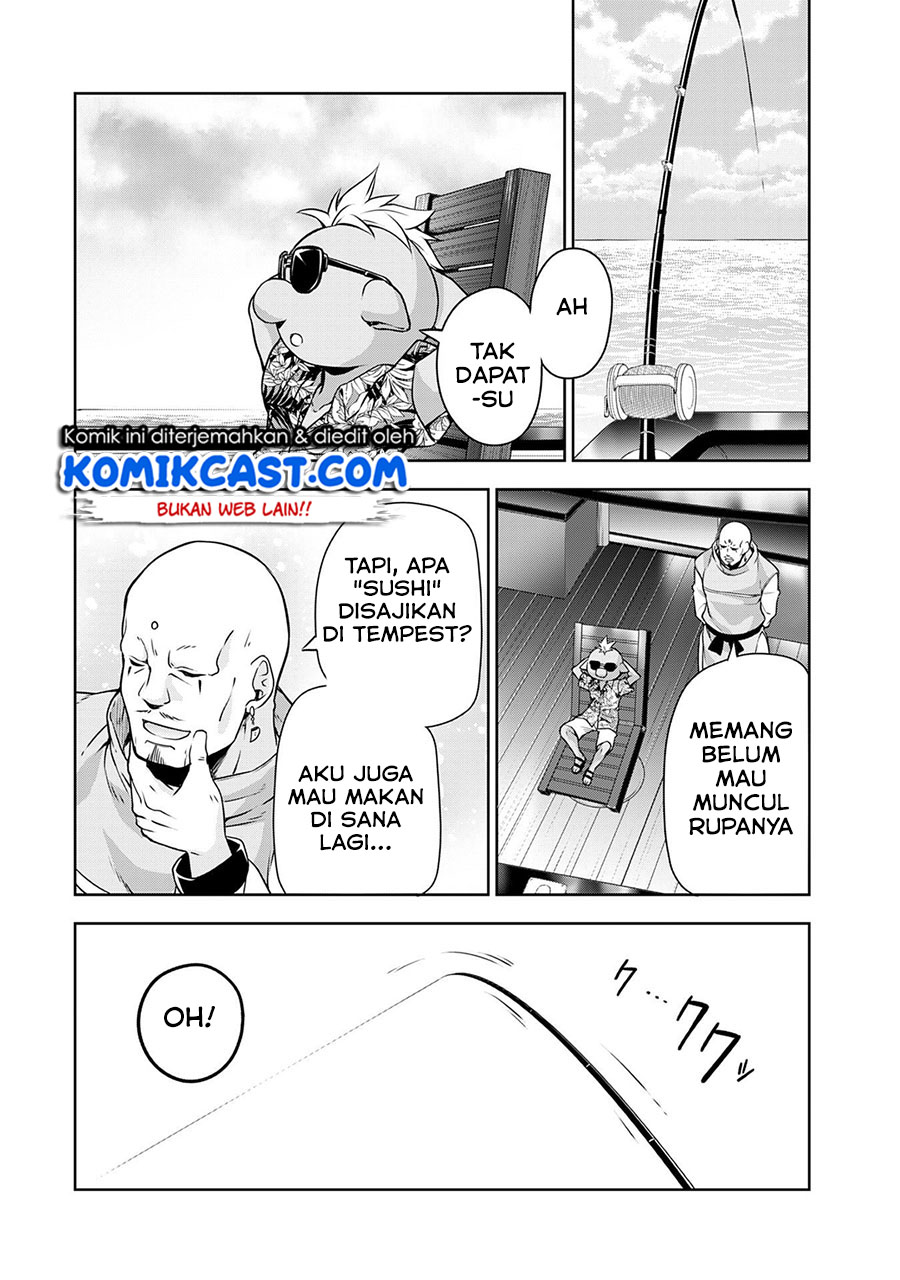 AH
TAK
DAPAT
-SU
Komik ini diterjemahkan & diedit oleh
KOMIKCAST.COM
BUKAN WEB LAIN!!
MEMANG
BELUM
MAU
MUNCUL
RUPANYA
TAPI, APA
"SUSHI"
DISAJIKAN
DI TEMPEST?
AKU JUGA
MAU MAKAN
DI SANA
LAGI...
ク…クク
OH!